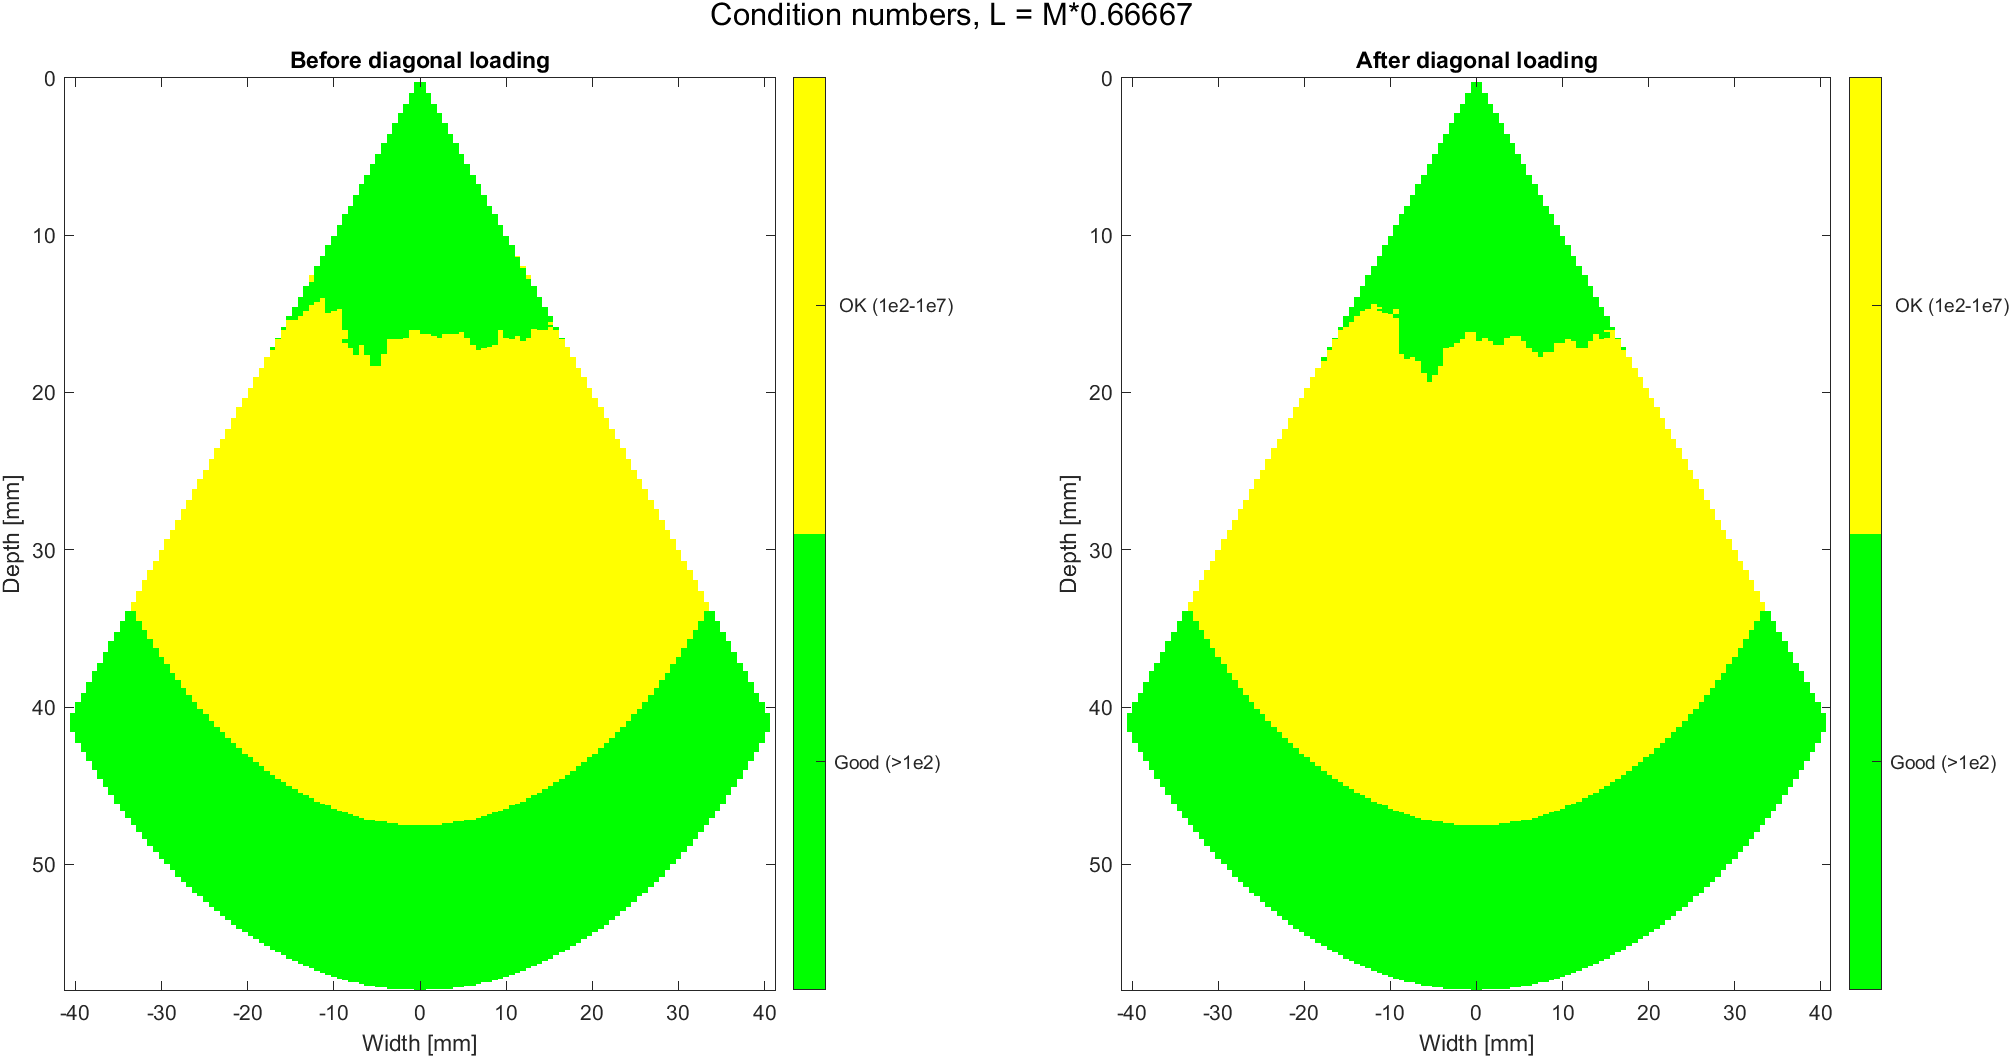 Condition numbers, L = M*0.66667
Before diagonal loading
0
10
20
30
40
50
Depth [mm]
-40 -30 -20 -10 0 10 20 30 40
Width [mm]
OK (1e2-1e7)
Good (>1e2)
After diagonal loading
0
10
20
30
40
50
Depth [mm]
-40 -30 -20 -10 0 10 20 30 40
Width [mm]
OK (1e2-1e7)
Good (>1e2)